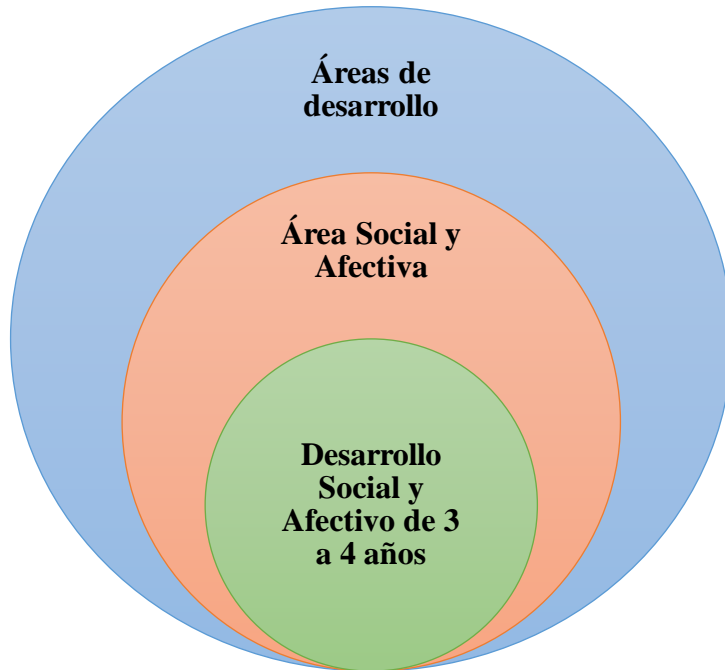 Áreas de
desarrollo
Área Social y
Afectiva
Desarrollo
Social y
Afectivo de 3
a 4 años